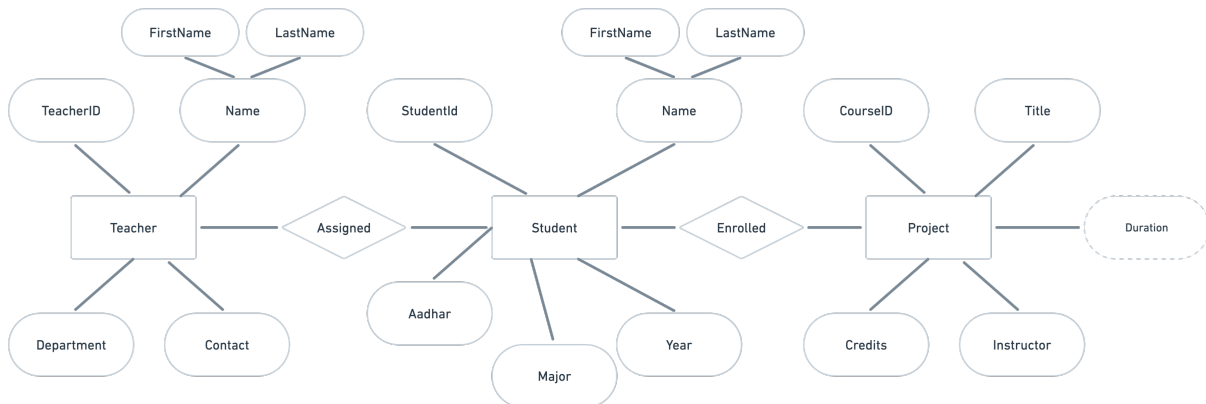 FirstName
LastName
FirstName
LastName
TeacherID
Name
StudentId
Name
CourseID
Title
Teacher
Assigned
Student
Enrolled
Project
Duration
Aadhar
Department
Contact
Major
Year
Credits
Instructor